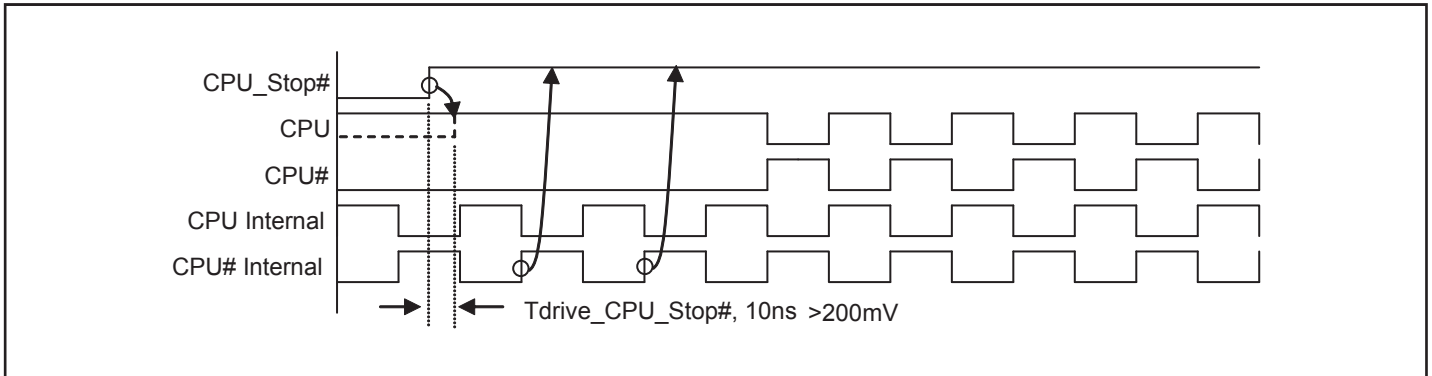 CPU_Stop#
CPU
CPU#
CPU Internal
CPU# Internal
Tdrive_CPU_Stop#, 10ns >200mV